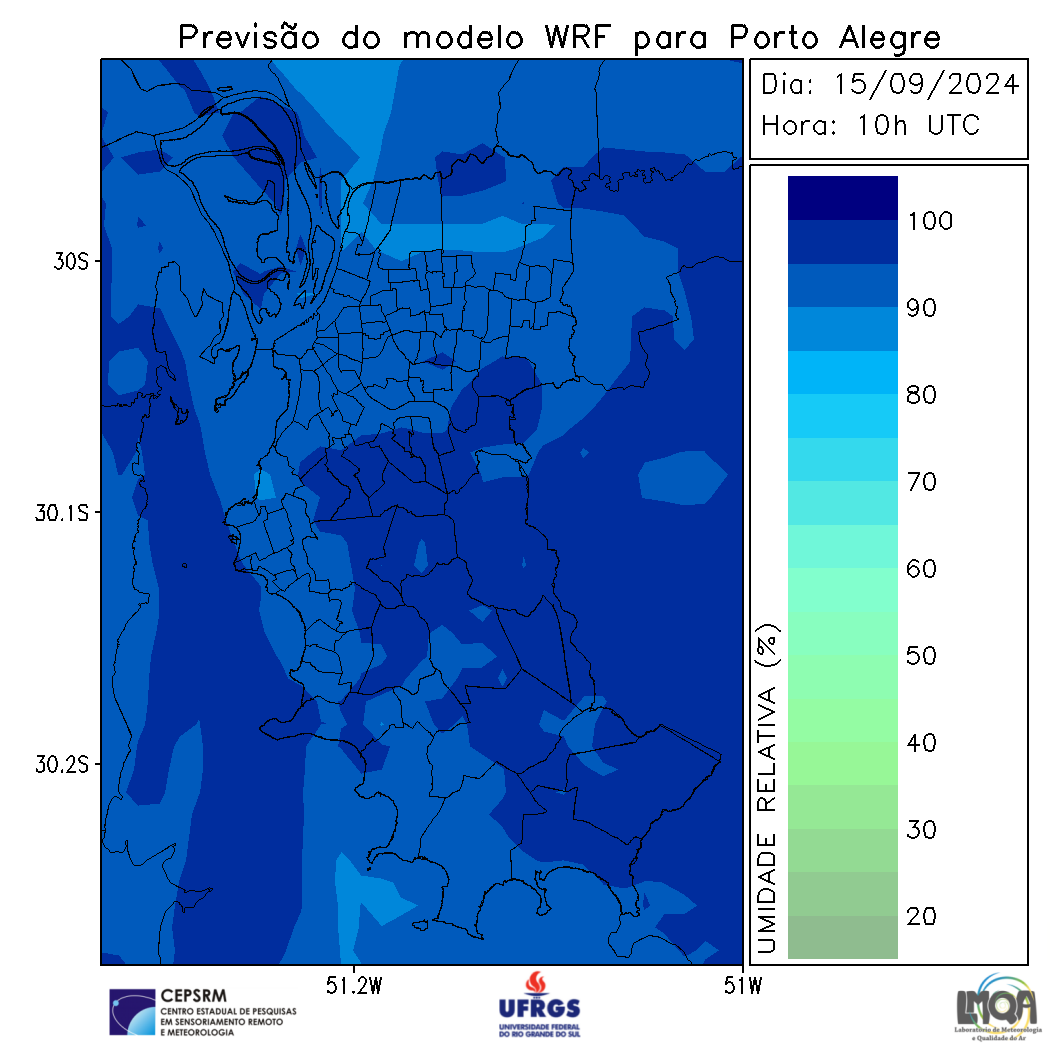 Previsão do modelo WRF para Porto Alegre
Dia: 15/09/2024
Hora: 10h UTC
30S
30.1S
30.2S
51.2W
51W
UMIDADE RELATIVA (%)
100
90
80
70
60
50
40
30
20
CEPSRM
CENTRO ESTADUAL DE PESQUISAS
EM SENSORIAMENTO REMOTO
E METEOROLOGIA
UFRGS
UNIVERSIDADE FEDERAL
DO RIO GRANDE DO SUL
LMQA
Laboratório de Meteorologia
e Qualidade do Ar